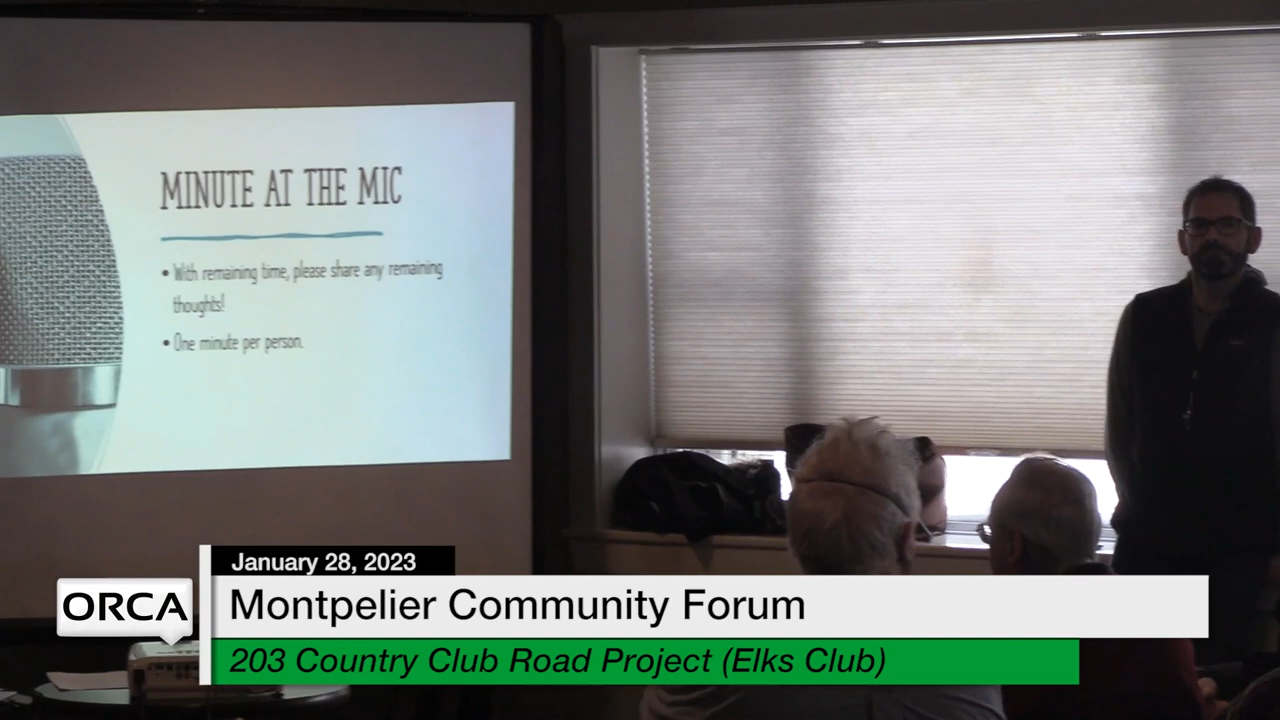 MINUTE AT THE MIC
• With remaining time, please share any remaining
thoughts!
• One minute per person.
January 28, 2023
ORCA
Montpelier Community Forum
203 Country Club Road Project (Elks Club)